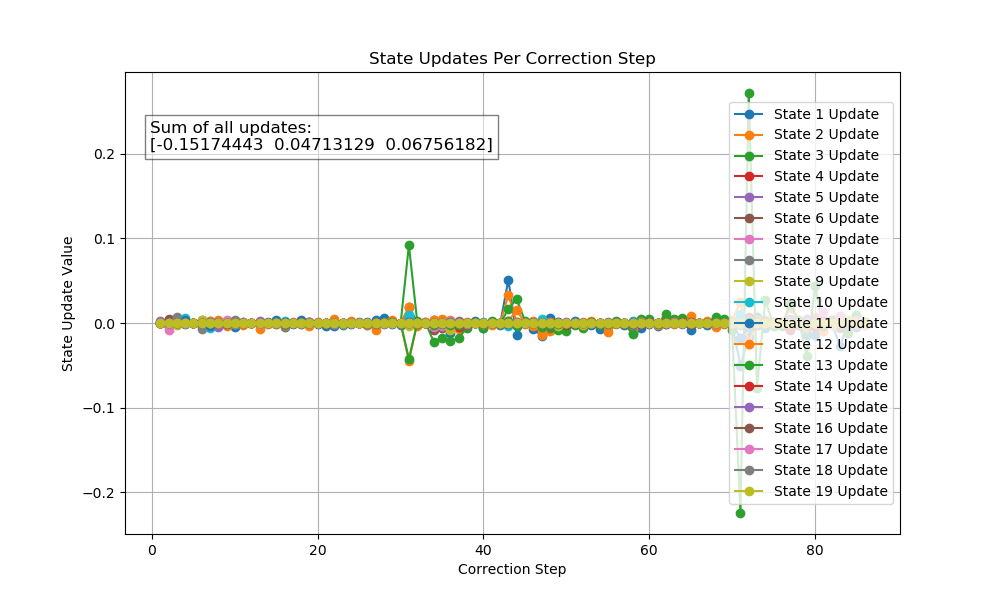 State Updates Per Correction Step
Sum of all updates:
[-0.15174443  0.04713129  0.06756182]
State Update Value
0.2
0.1
0.0
−0.1
−0.2
0
20
40
60
80
Correction Step
State 1 Update
State 2 Update
State 3 Update
State 4 Update
State 5 Update
State 6 Update
State 7 Update
State 8 Update
State 9 Update
State 10 Update
State 11 Update
State 12 Update
State 13 Update
State 14 Update
State 15 Update
State 16 Update
State 17 Update
State 18 Update
State 19 Update